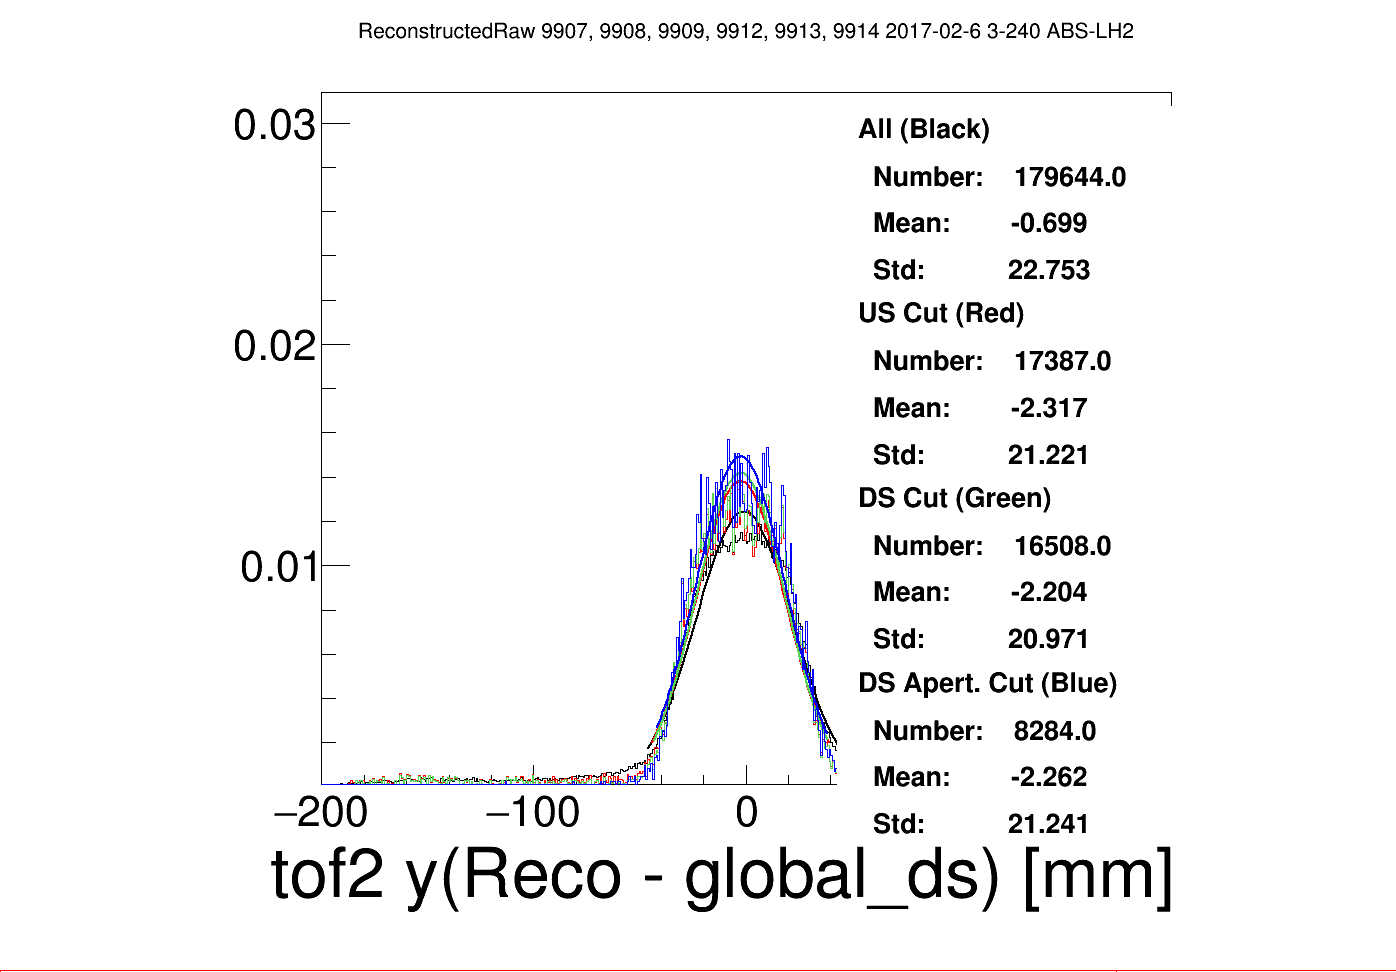 ReconstructedRaw 9907, 9908, 9909, 9912, 9913, 9914 2017-02-6 3-240 ABS-LH2
0.03
0.02
0.01
All (Black)
Number: 179644.0
Mean: -0.699
Std: 22.753
US Cut (Red)
Number: 17387.0
Mean: -2.317
Std: 21.221
DS Cut (Green)
Number: 16508.0
Mean: -2.204
Std: 20.971
DS Apert. Cut (Blue)
Number: 8284.0
Mean: -2.262
Std: 21.241
−200 −100 0
tof2 y(Reco - global_ds) [mm]